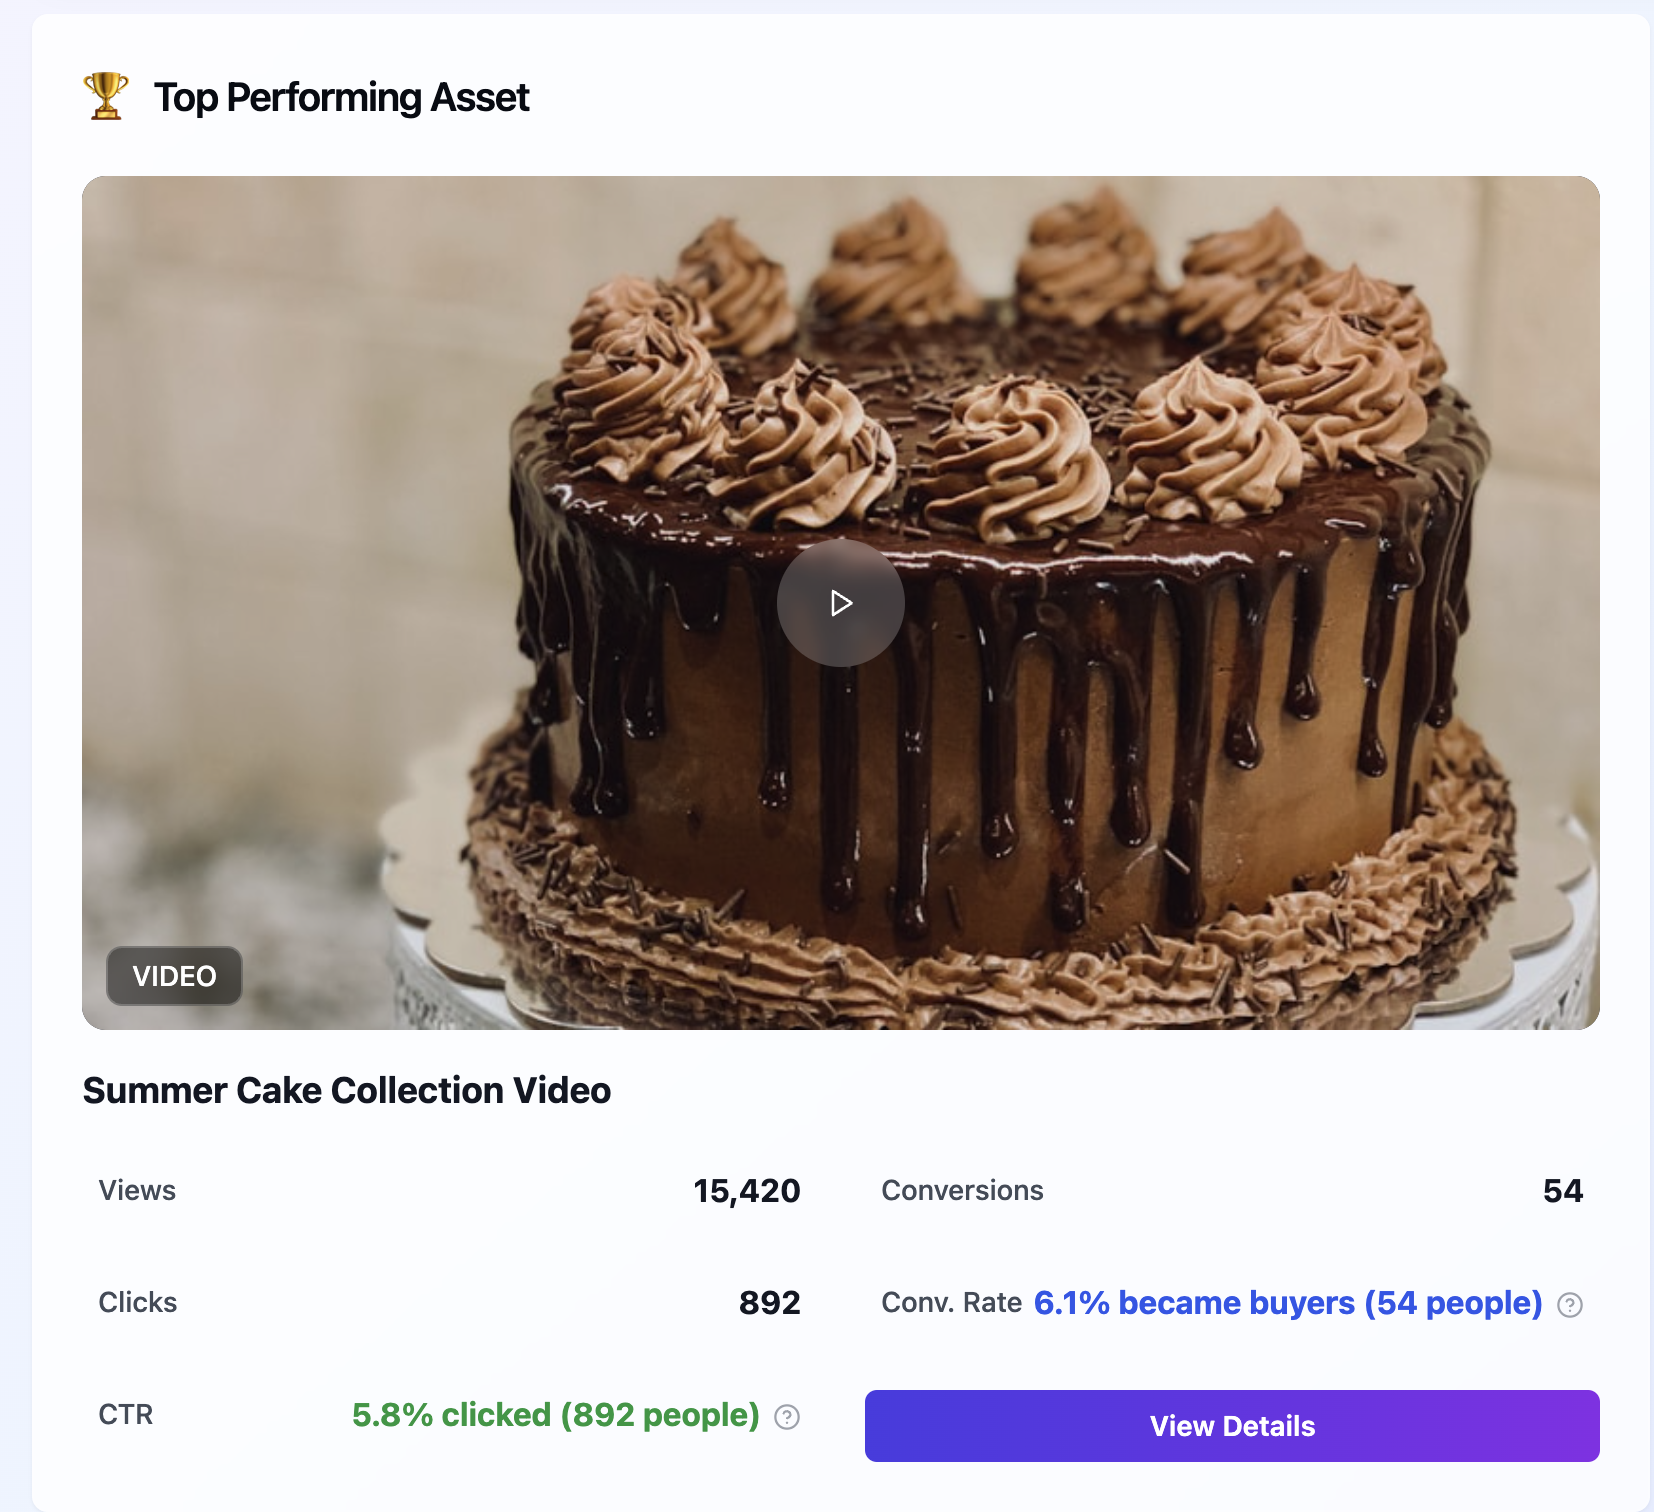 Top Performing Asset
VIDEO
Summer Cake Collection Video
Views 15,420
Conversions 54
Clicks 892
Conv. Rate 6.1% became buyers (54 people) ?
CTR 5.8% clicked (892 people) ?
View Details